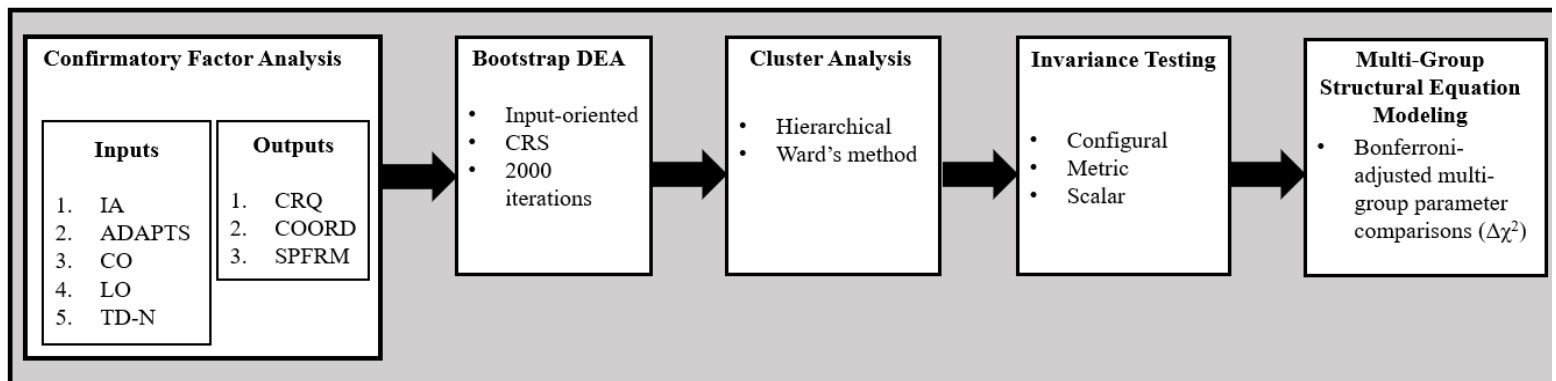 Confirmatory Factor Analysis
Inputs
1. IA
2. ADAPTS
3. CO
4. LO
5. TD-N
Outputs
1. CRQ
2. COORD
3. SPFRM
Bootstrap DEA
• Input-oriented
• CRS
• 2000
iterations
Cluster Analysis
• Hierarchical
• Ward's method
Invariance Testing
• Configural
• Metric
• Scalar
Multi-Group
Structural Equation
Modeling
• Bonferroni-
adjusted multi-
group parameter
comparisons (Δχ²)